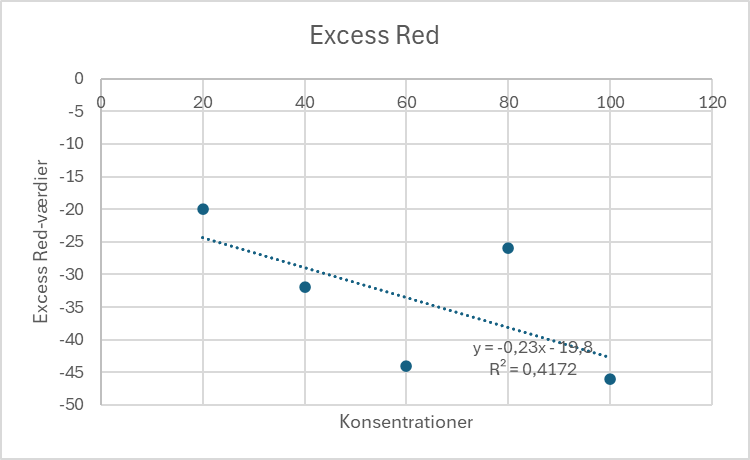 Excess Red
0
0 20 40 60 80 100 120
-5
-10
-15
-20
-25
-30
-35
-40
-45
-50
Excess Red-værdier
y = -0,23x - 19,8
R² = 0,4172
Konsentrationer